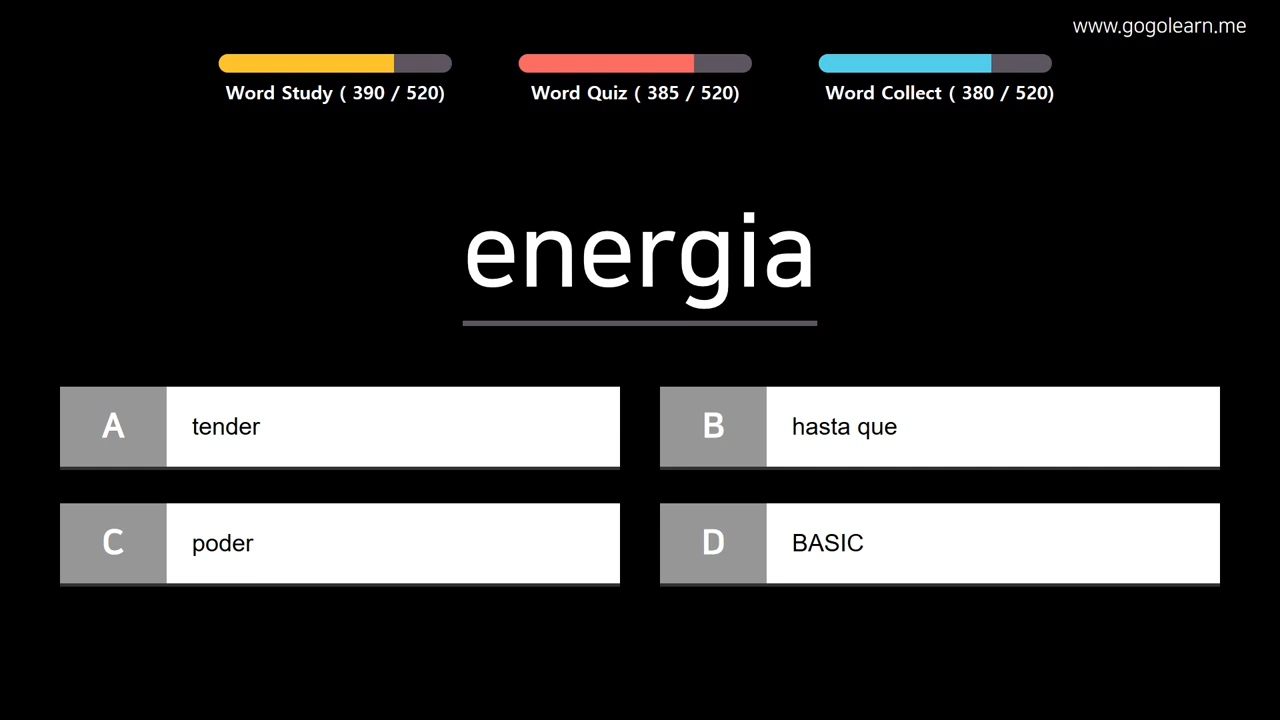 www.gogolearn.me
Word Study ( 390 / 520)
Word Quiz ( 385 / 520)
Word Collect ( 380 / 520)
energia
A tender
B hasta que
C poder
D BASIC